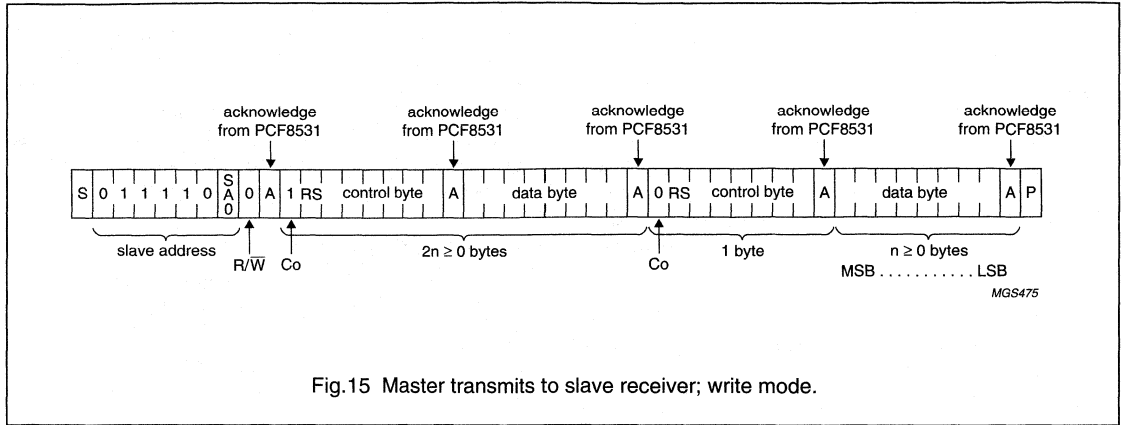 acknowledge acknowledge acknowledge acknowledge acknowledge
from PCF8531 from PCF8531 from PCF8531 from PCF8531 from PCF8531
S 0 1 1 1 1 0 SA0 0 A 1 RS control byte A data byte A 0 RS control byte A data byte A P
slave address 2n ≥ 0 bytes 1 byte n ≥ 0 bytes
R/W̅ Co Co MSB . . . . . . . . . . . LSB
MGS475
Fig.15 Master transmits to slave receiver; write mode.